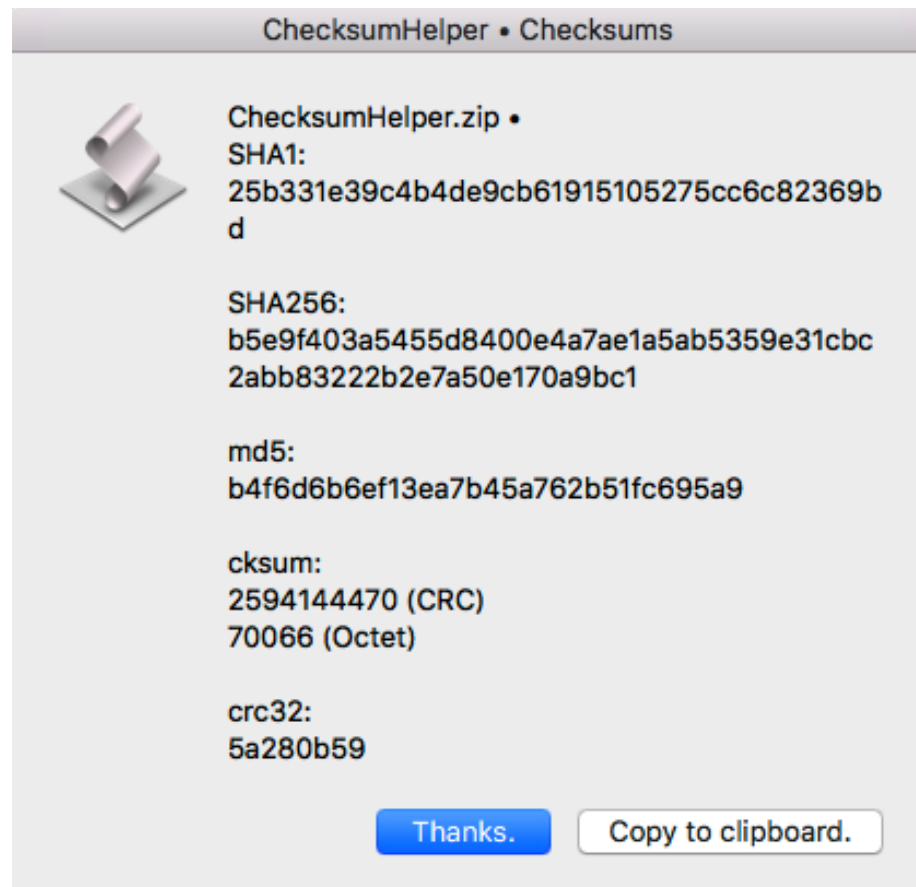 ChecksumHelper • Checksums
ChecksumHelper.zip •
SHA1:
25b331e39c4b4de9cb61915105275cc6c82369b
d
SHA256:
b5e9f403a5455d8400e4a7ae1a5ab5359e31cbc
2abb83222b2e7a50e170a9bc1
md5:
b4f6d6b6ef13ea7b45a762b51fc695a9
cksum:
2594144470 (CRC)
70066 (Octet)
crc32:
5a280b59
Thanks.
Copy to clipboard.